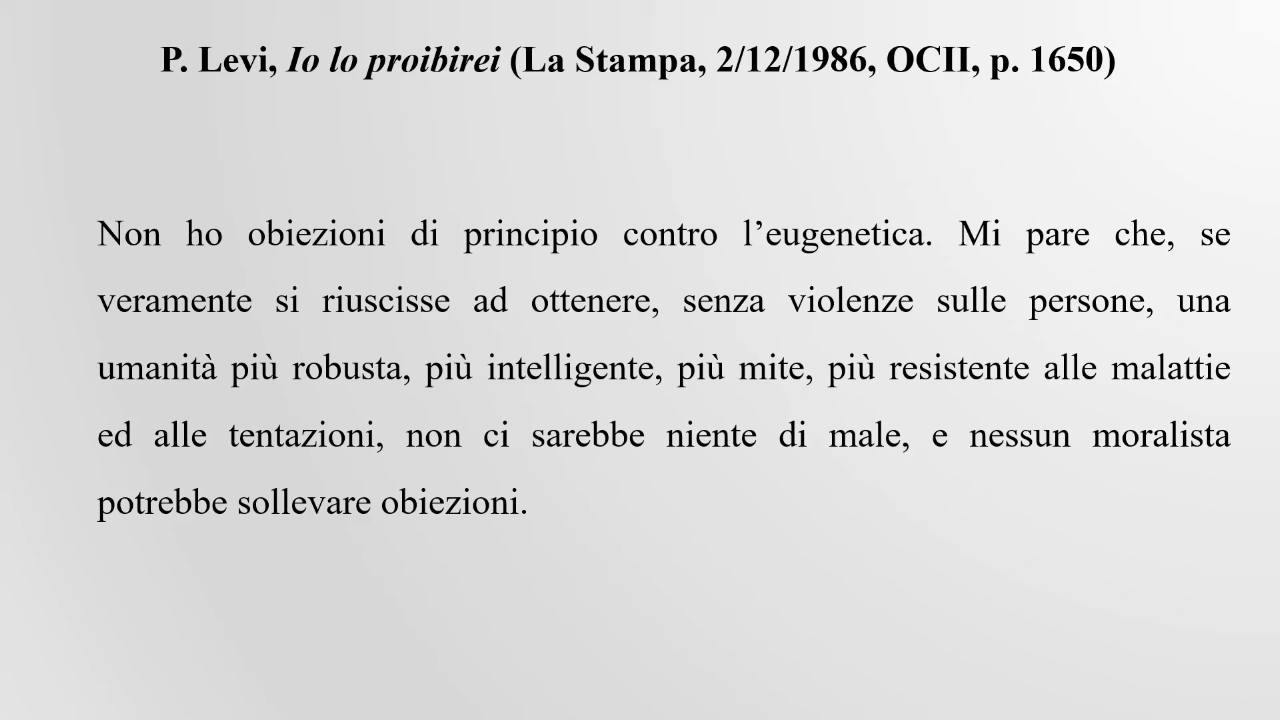 P. Levi, Io lo proibirei (La Stampa, 2/12/1986, OCII, p. 1650)
Non ho obiezioni di principio contro l’eugenetica. Mi pare che, se
veramente si riuscisse ad ottenere, senza violenze sulle persone, una
umanità più robusta, più intelligente, più mite, più resistente alle malattie
ed alle tentazioni, non ci sarebbe niente di male, e nessun moralista
potrebbe sollevare obiezioni.